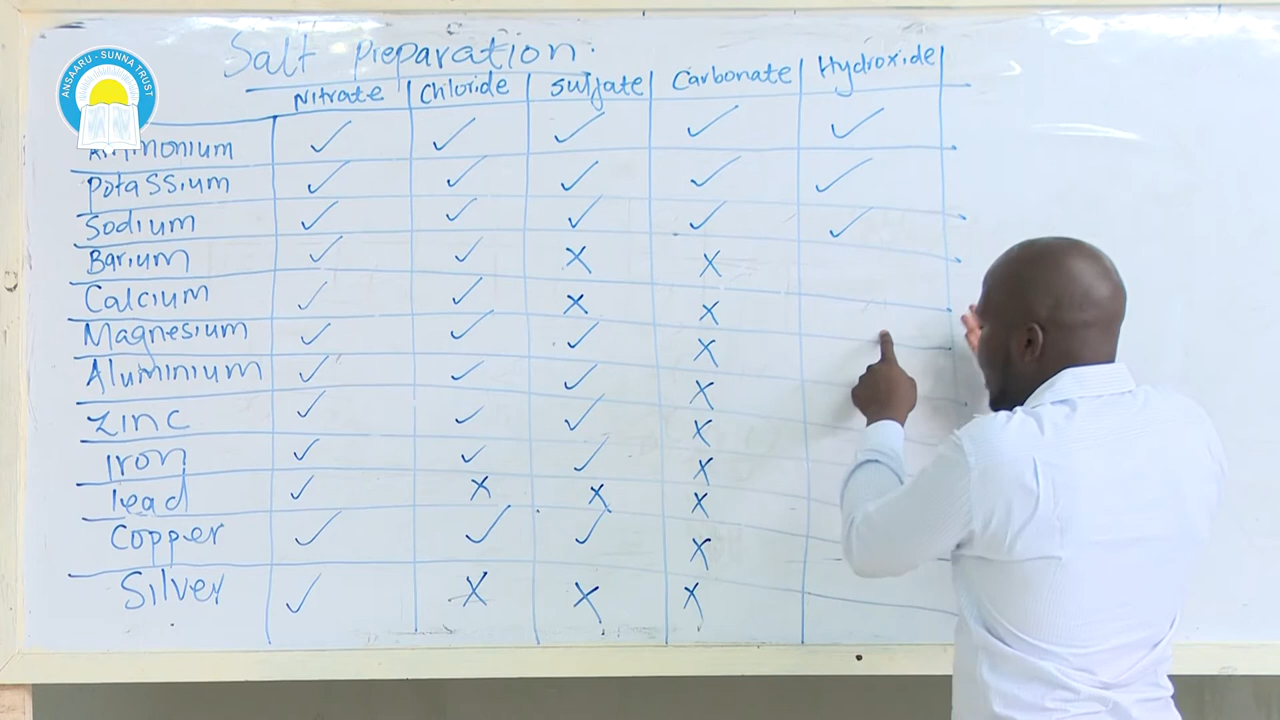 ANSAARU - SUNNA TRUST
Salt preparation.
Nitrate Chloride Sulfate Carbonate Hydroxide
Ammonium ✓ ✓ ✓ ✓ ✓
Potassium ✓ ✓ ✓ ✓ ✓
Sodium ✓ ✓ ✓ ✓ ✓
Barium ✓ ✓ X X
Calcium ✓ ✓ X X
Magnesium ✓ ✓ ✓ X
Aluminium ✓ ✓ ✓ X
Zinc ✓ ✓ ✓ X
Iron ✓ ✓ ✓ X
lead ✓ X X X
Copper ✓ ✓ ✓ X
Silver ✓ X X X